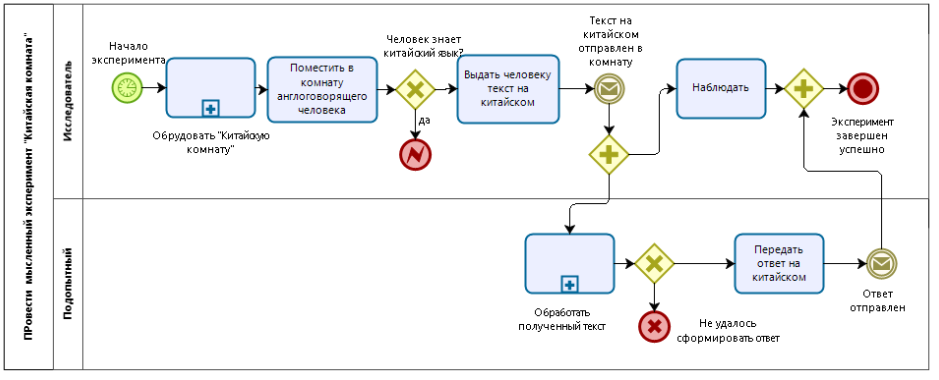 ПРовести мысленный эксперимент "Китайская комната"
Исследователь
Начало
эксперимента
Обрудовать "Китайскую
комнату"
Поместить в
комнату
англоговорящего
человека
Человек знает
китайский язык?
да
Выдать человеку
текст на
китайском
Текст на
китайском
отправлен в
комнату
Наблюдать
Эксперимент
завершен
успешно
Подопытный
Обработать
полученный текст
Не удалось
сформировать ответ
Передать
ответ на
китайском
Ответ
отправлен